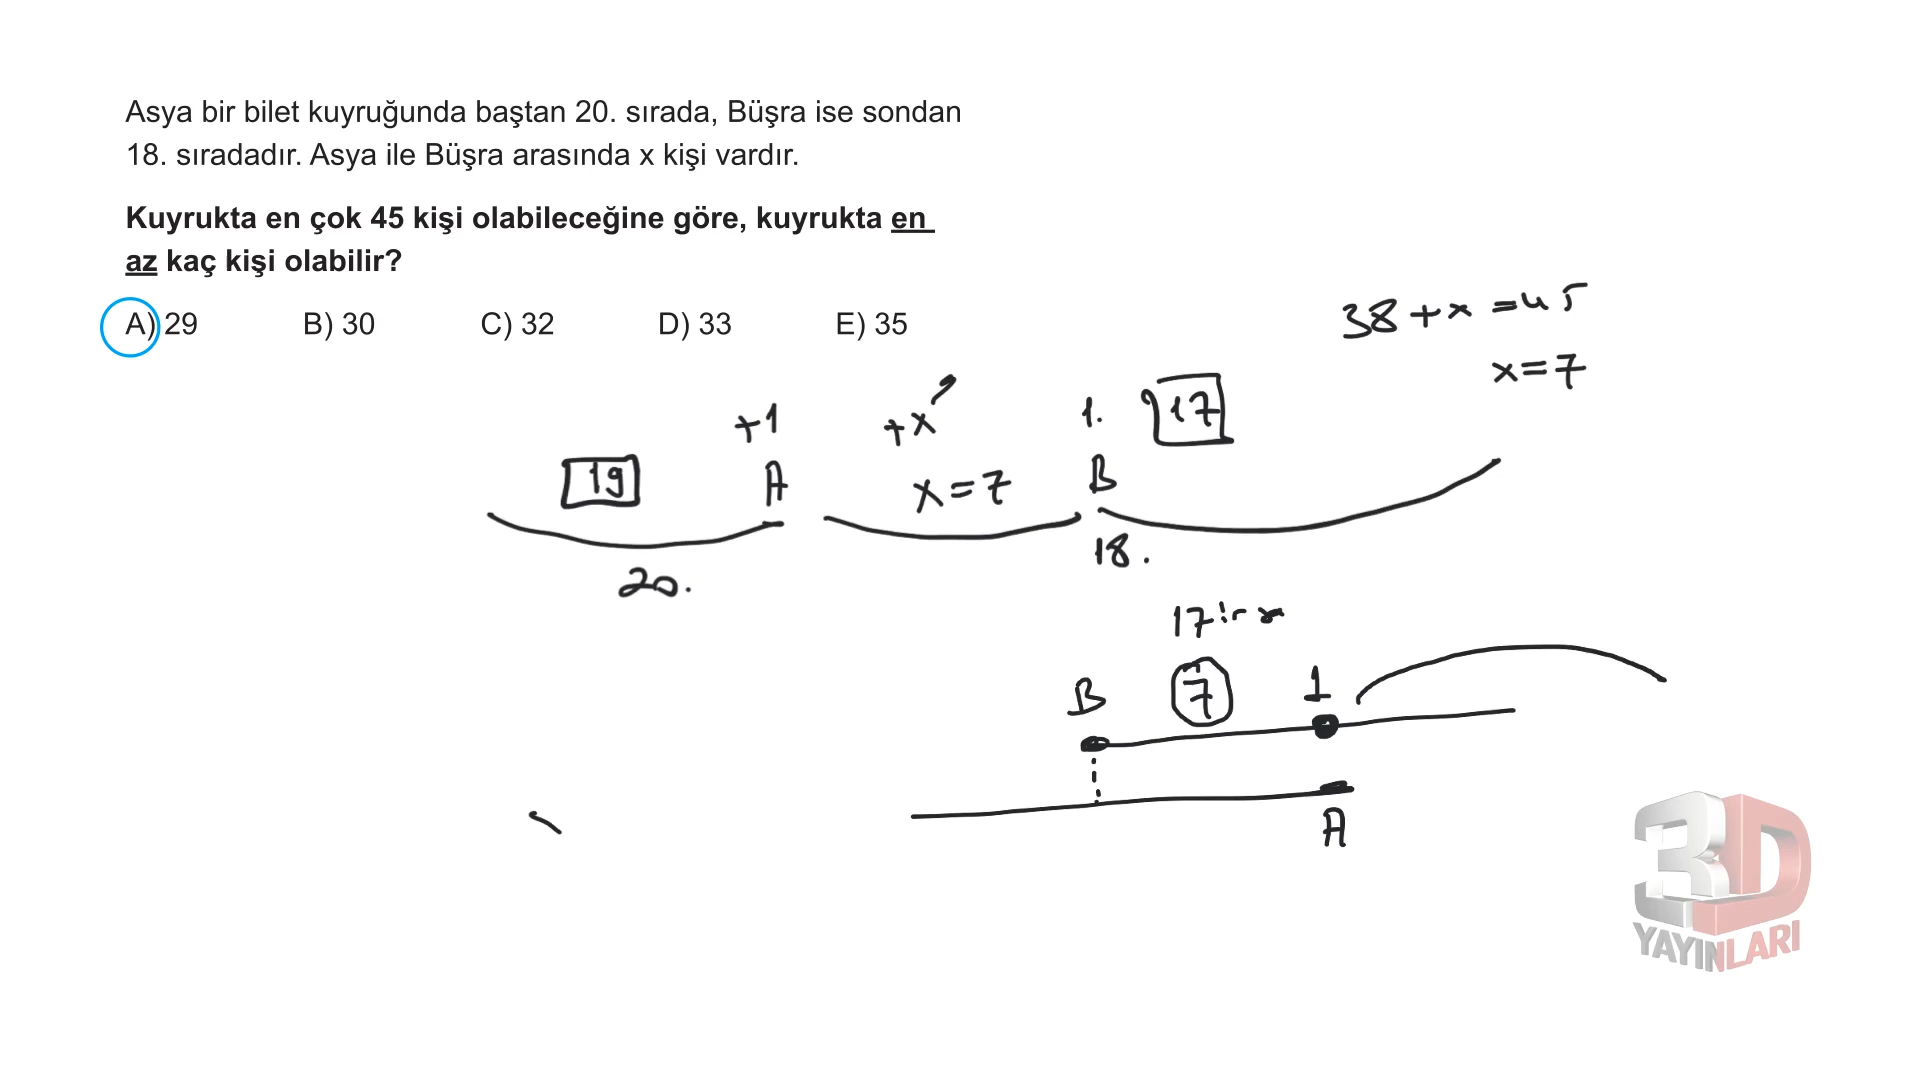 Asya bir bilet kuyruğunda baştan 20. sırada, Büşra ise sondan
18. sıradadır. Asya ile Büşra arasında x kişi vardır.
Kuyrukta en çok 45 kişi olabileceğine göre, kuyrukta en
az kaç kişi olabilir?
A) 29 B) 30 C) 32 D) 33 E) 35
38 + x = 45
x = 7
+1 +x 1. 17
19 A x = 7 B
20. 18.
17
B 7 1
A
3D
YAYINLARI